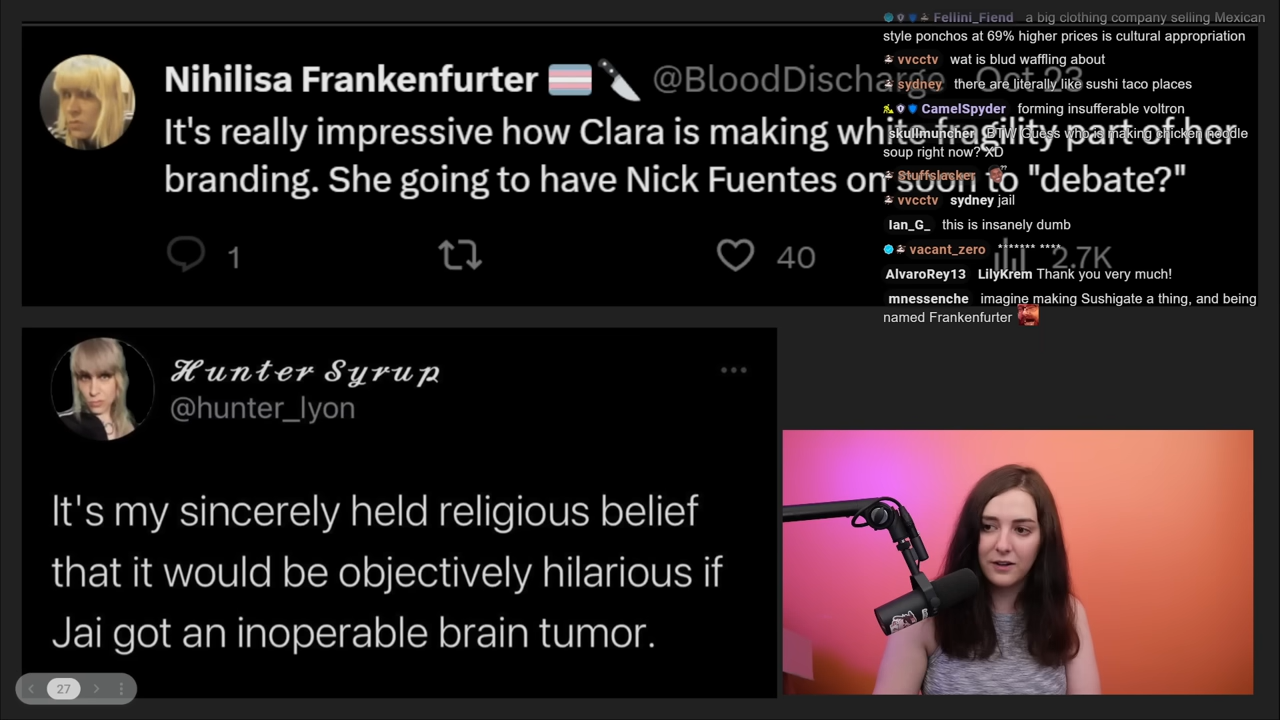 Nihilisa Frankenfurter @BloodDischarge Oct 23
It's really impressive how Clara is making white fragility part of her
branding. She going to have Nick Fuentes on soon to "debate?"
1
40
2.7K
Hunter Syrup
@hunter_lyon
It's my sincerely held religious belief
that it would be objectively hilarious if
Jai got an inoperable brain tumor.
27
Fellini_Fiend a big clothing company selling Mexican
style ponchos at 69% higher prices is cultural appropriation
vvcctv wat is blud waffling about
sydney there are literally like sushi taco places
CamelSpyder forming insufferable voltron
skullmuncher BTW Guess who is making chicken noodle
soup right now? XD
Stuffslacker
vvcctv sydney jail
Ian_G_ this is insanely dumb
vacant_zero ******* ****
AlvaroRey13 LilyKrem Thank you very much!
mnessenche imagine making Sushigate a thing, and being
named Frankenfurter